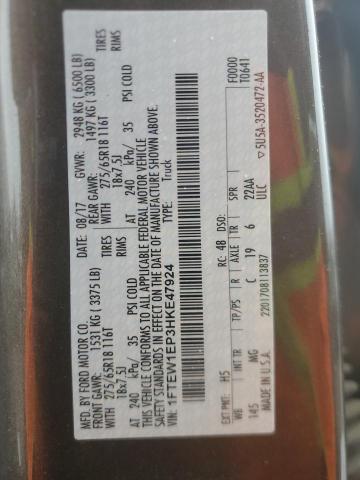 MFD. BY FORD MOTOR CO.
DATE: 08/17 GVWR: 2948 KG ( 6500 LB)
FRONT GAWR: 1531 KG ( 3375 LB) REAR GAWR: 1497 KG ( 3300 LB)
WITH 275/65R18 116T TIRES WITH 275/65R18 116T TIRES
18x7.5J RIMS 18x7.5J RIMS
AT 240 kPa/ 35 PSI COLD AT 240 kPa/ 35 PSI COLD
THIS VEHICLE CONFORMS TO ALL APPLICABLE FEDERAL MOTOR VEHICLE
SAFETY STANDARDS IN EFFECT ON THE DATE OF MANUFACTURE SHOWN ABOVE.
VIN: 1FTEW1EP3HKE47924 TYPE: Truck
F0000
T0641
EXT PNT: H5 RC: 48 DSO:
WB INT TR TP/PS R AXLE TR SPR
145 MG C 19 6 22AA
ULC
2201708113837 5U5A-3520472-AA